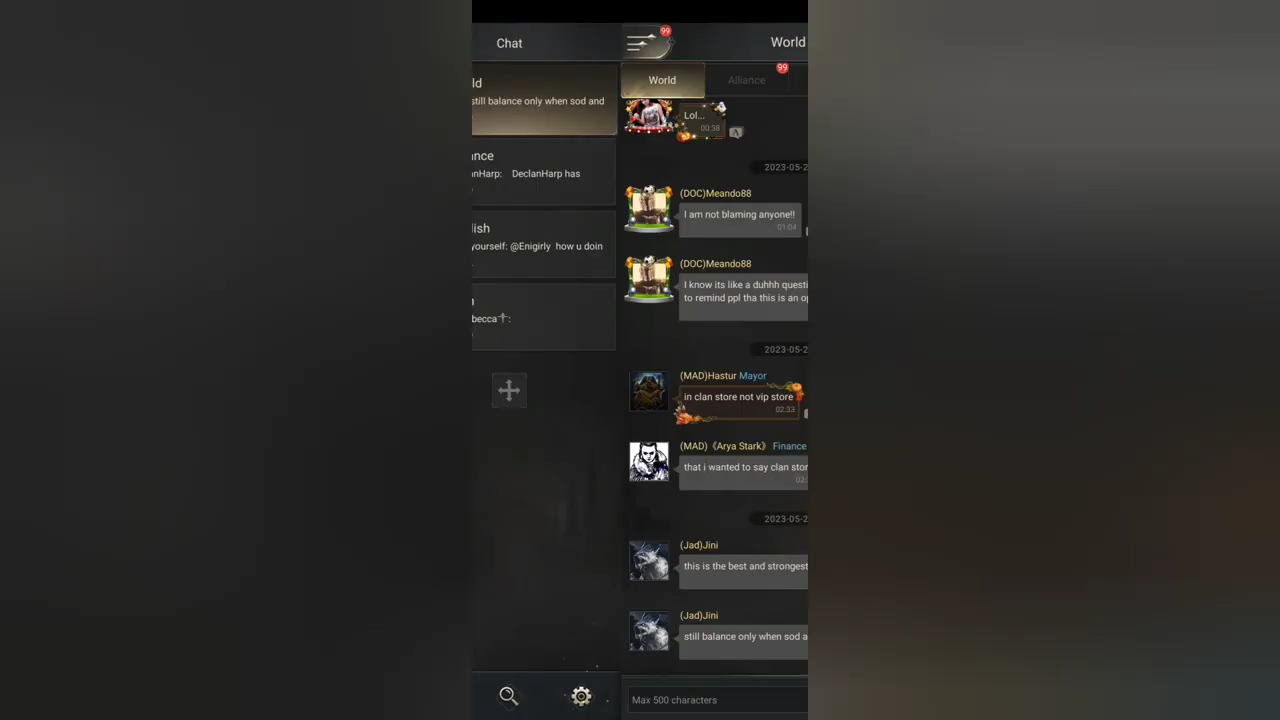 Chat
99
World
ld
still balance only when sod and
nce
nHarp: DeclanHarp has
lish
yourself: @Enigirly how u doin
becca
World
Alliance
99
Lol...
00:38
2023-05-2
(DOC)Meando88
I am not blaming anyone!!
01:04
(DOC)Meando88
I know its like a duhhh questi
to remind ppl tha this is an op
2023-05-2
(MAD)Hastur Mayor
in clan store not vip store
02:33
(MAD)《Arya Stark》 Finance
that i wanted to say clan stor
02:
2023-05-2
(Jad)Jini
this is the best and strongest
(Jad)Jini
still balance only when sod a
Max 500 characters